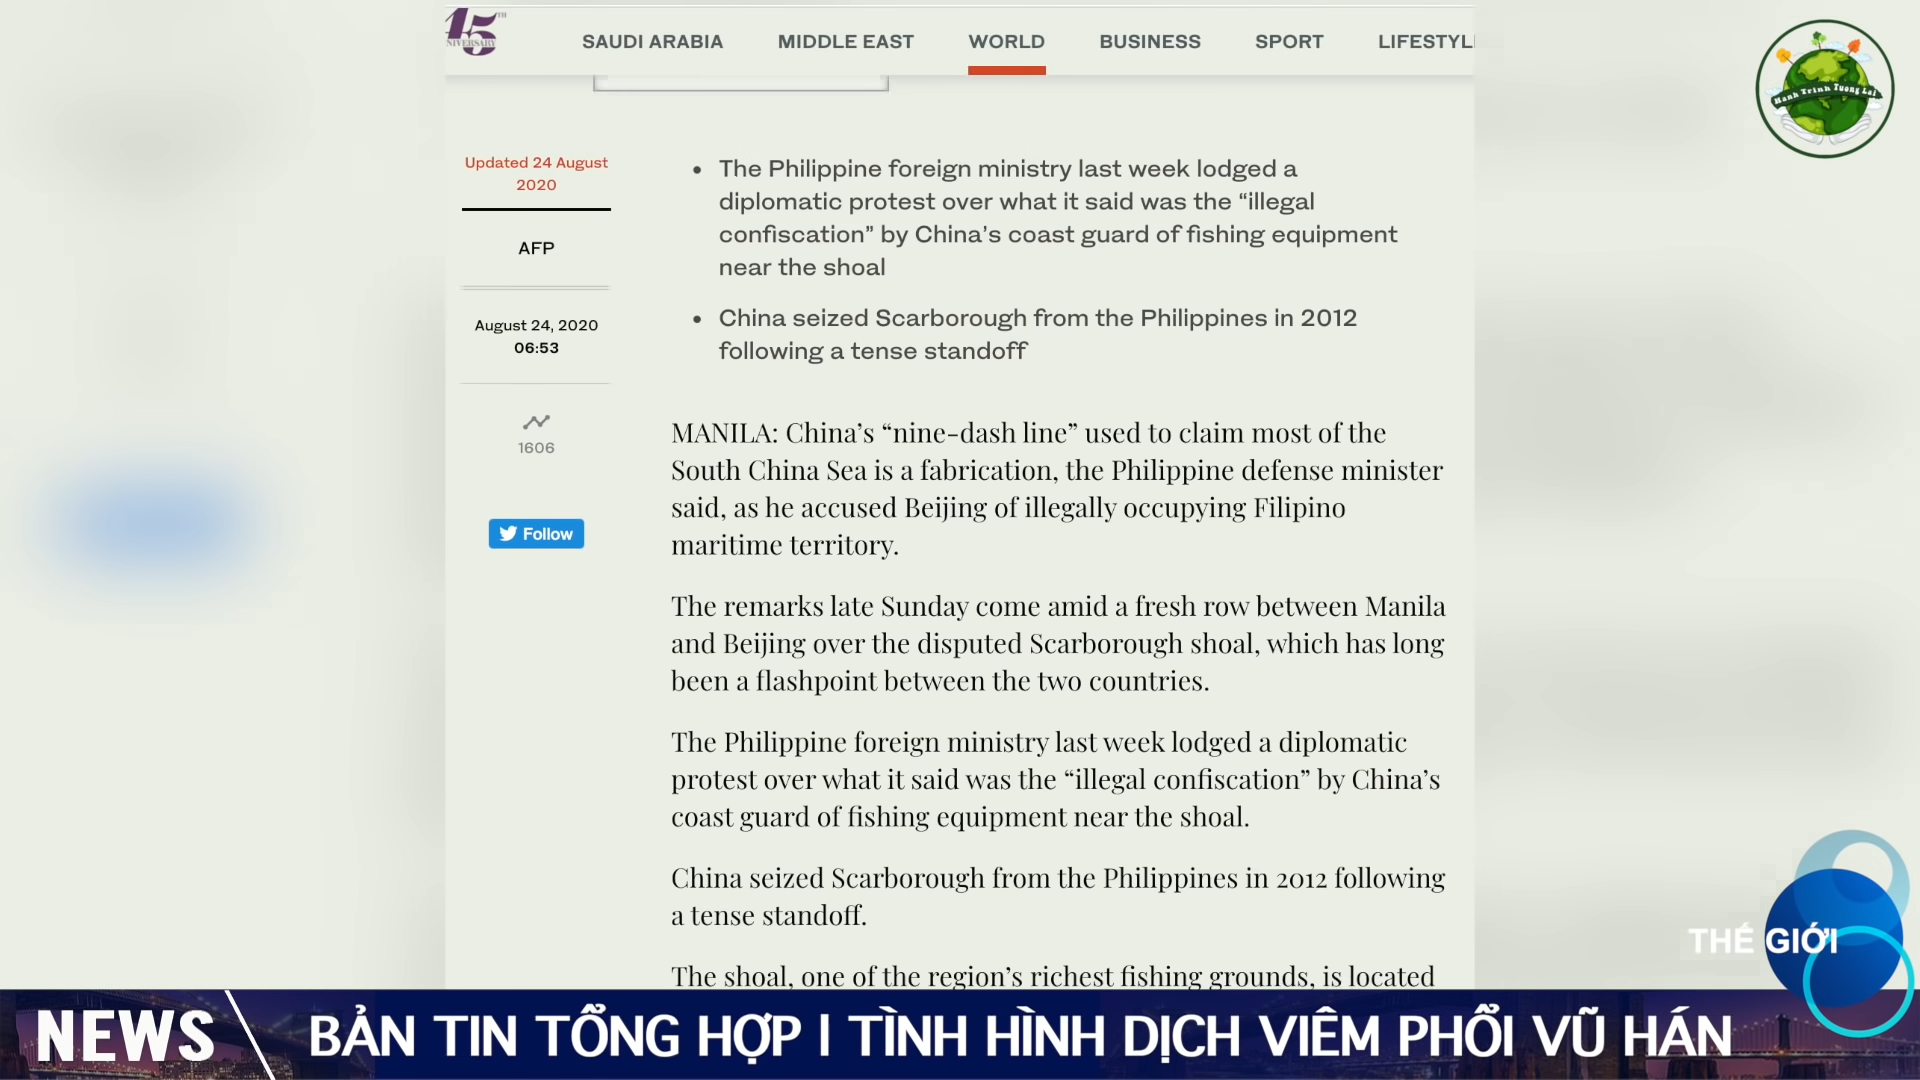 15TH
NIVERSARY
SAUDI ARABIA
MIDDLE EAST
WORLD
BUSINESS
SPORT
LIFESTYL
Hanh Trinh Tuong Lai
Updated 24 August
2020
AFP
August 24, 2020
06:53
1606
Follow
• The Philippine foreign ministry last week lodged a
diplomatic protest over what it said was the “illegal
confiscation” by China’s coast guard of fishing equipment
near the shoal
• China seized Scarborough from the Philippines in 2012
following a tense standoff
MANILA: China’s “nine-dash line” used to claim most of the
South China Sea is a fabrication, the Philippine defense minister
said, as he accused Beijing of illegally occupying Filipino
maritime territory.
The remarks late Sunday come amid a fresh row between Manila
and Beijing over the disputed Scarborough shoal, which has long
been a flashpoint between the two countries.
The Philippine foreign ministry last week lodged a diplomatic
protest over what it said was the “illegal confiscation” by China’s
coast guard of fishing equipment near the shoal.
China seized Scarborough from the Philippines in 2012 following
a tense standoff.
The shoal, one of the region’s richest fishing grounds, is located
THẾ GIỚI
NEWS
BẢN TIN TỔNG HỢP | TÌNH HÌNH DỊCH VIÊM PHỔI VŨ HÁN